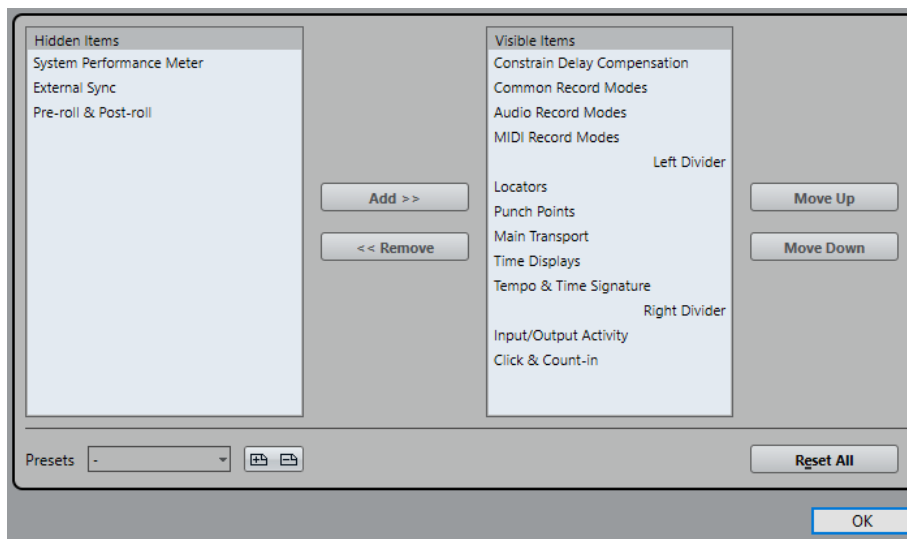 Hidden Items
System Performance Meter
External Sync
Pre-roll & Post-roll
Add >>
<< Remove
Visible Items
Constrain Delay Compensation
Common Record Modes
Audio Record Modes
MIDI Record Modes
Left Divider
Locators
Punch Points
Main Transport
Time Displays
Tempo & Time Signature
Right Divider
Input/Output Activity
Click & Count-in
Move Up
Move Down
Presets -
Reset All
OK